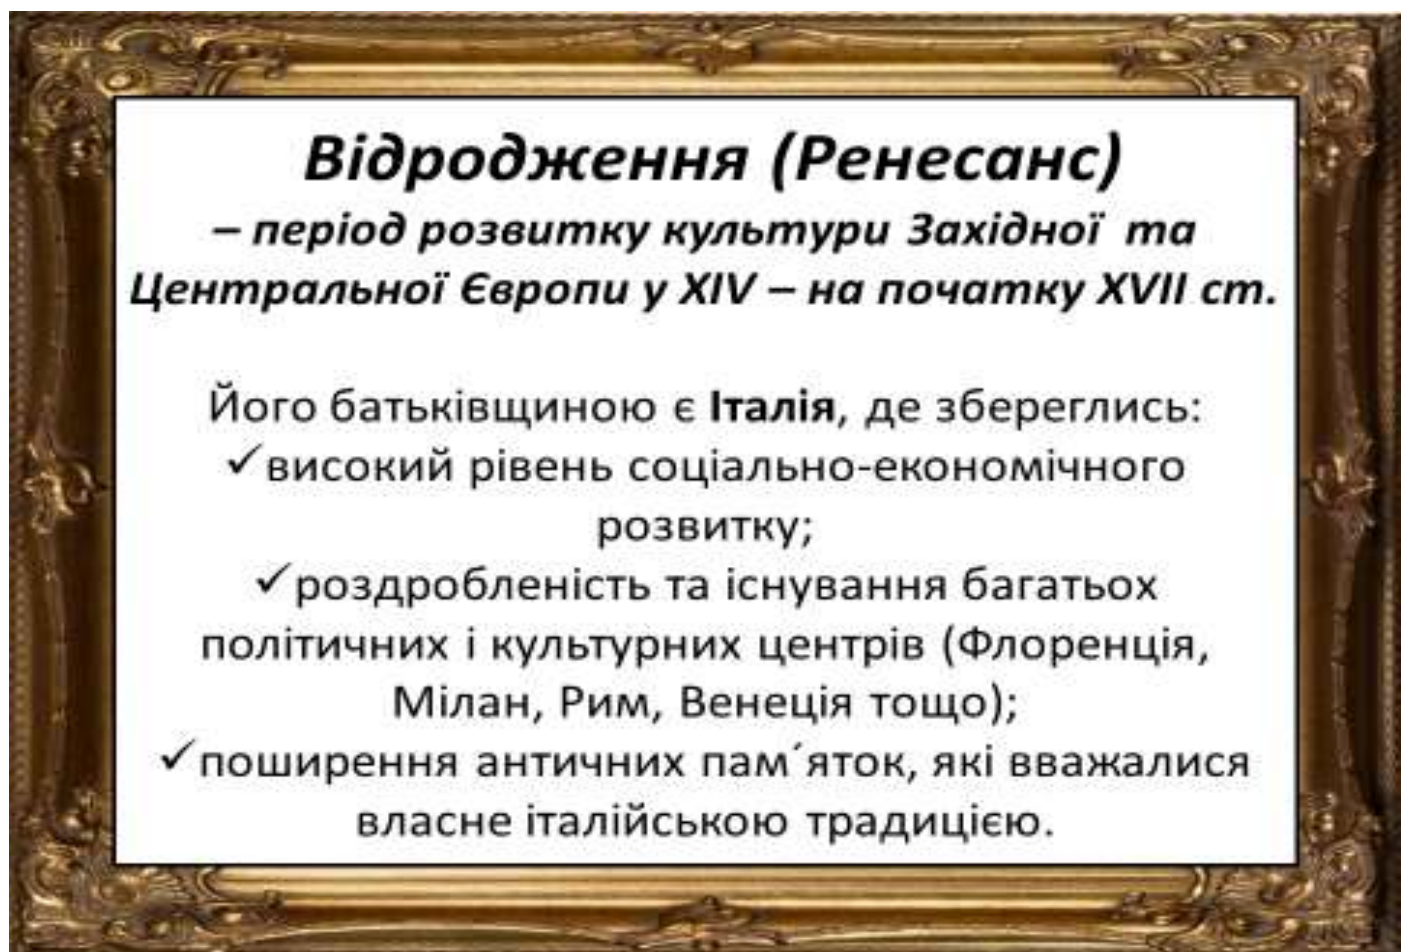 Відродження (Ренесанс)
– період розвитку культури Західної та
Центральної Європи у XIV – на початку XVII ст.
Його батьківщиною є Італія, де збереглись:
✓високий рівень соціально-економічного
розвитку;
✓роздробленість та існування багатьох
політичних і культурних центрів (Флоренція,
Мілан, Рим, Венеція тощо);
✓поширення античних пам´яток, які вважалися
власне італійською традицією.